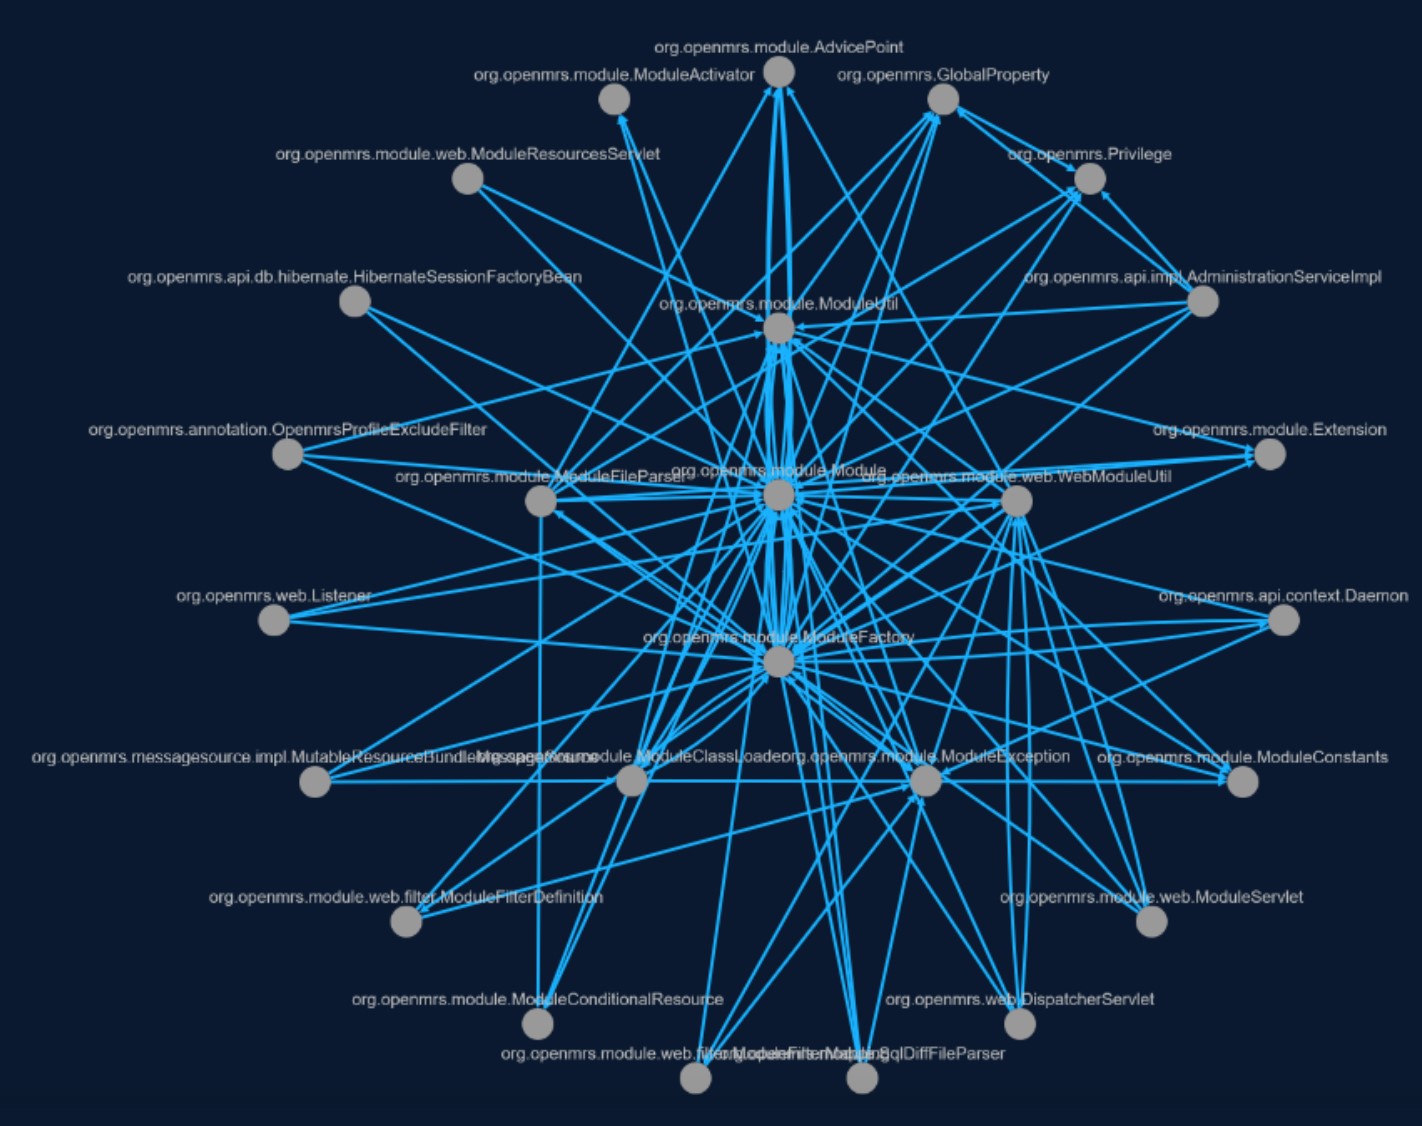 org.openmrs.module.AdvicePoint
org.openmrs.module.ModuleActivator
org.openmrs.GlobalProperty
org.openmrs.module.web.ModuleResourcesServlet
org.openmrs.Privilege
org.openmrs.api.db.hibernate.HibernateSessionFactoryBean
org.openmrs.api.impl.AdministrationServiceImpl
org.openmrs.module.ModuleUtil
org.openmrs.annotation.OpenmrsProfileExcludeFilter
org.openmrs.module.Extension
org.openmrs.module.ModuleFileParser
org.openmrs.module.Module
org.openmrs.module.web.WebModuleUtil
org.openmrs.web.Listener
org.openmrs.api.context.Daemon
org.openmrs.module.ModuleFactory
org.openmrs.messagesource.impl.MutableResourceBundleMessageSource
org.openmrs.module.ModuleClassLoader
org.openmrs.module.ModuleException
org.openmrs.module.ModuleConstants
org.openmrs.module.web.filter.ModuleFilterDefinition
org.openmrs.module.web.ModuleServlet
org.openmrs.module.ModuleConditionalResource
org.openmrs.web.DispatcherServlet
org.openmrs.module.web.filter.ModuleFilterMapping
org.openmrs.module.SqlDiffFileParser